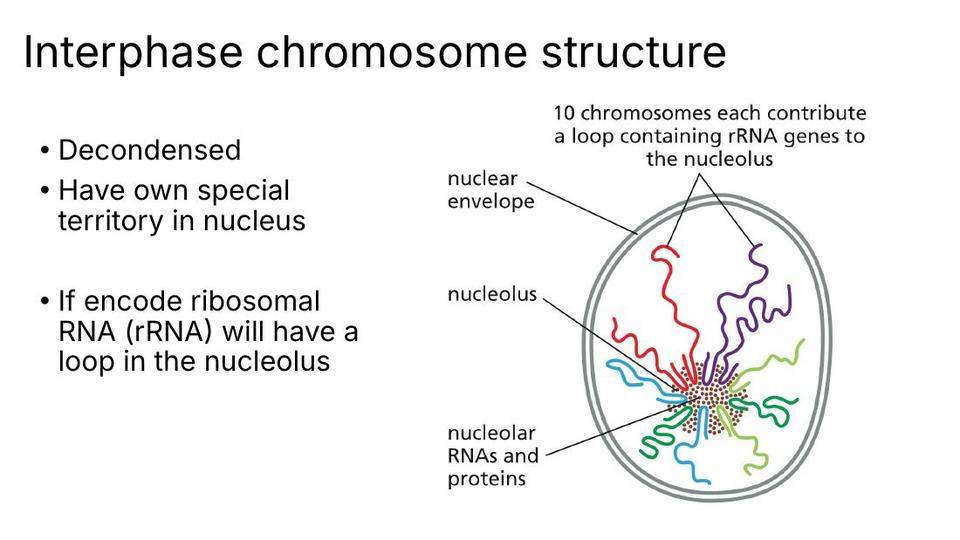 Interphase chromosome structure
• Decondensed
• Have own special
territory in nucleus
• If encode ribosomal
RNA (rRNA) will have a
loop in the nucleolus
10 chromosomes each contribute
a loop containing rRNA genes to
the nucleolus
nuclear
envelope
nucleolus
nucleolar
RNAs and
proteins